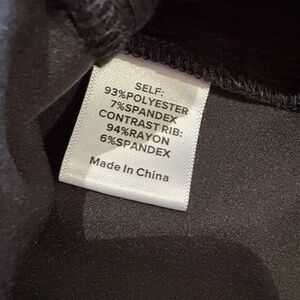 SELF:
93%POLYESTER
7%SPANDEX
CONTRAST RIB:
94%RAYON
6%SPANDEX
Made In China